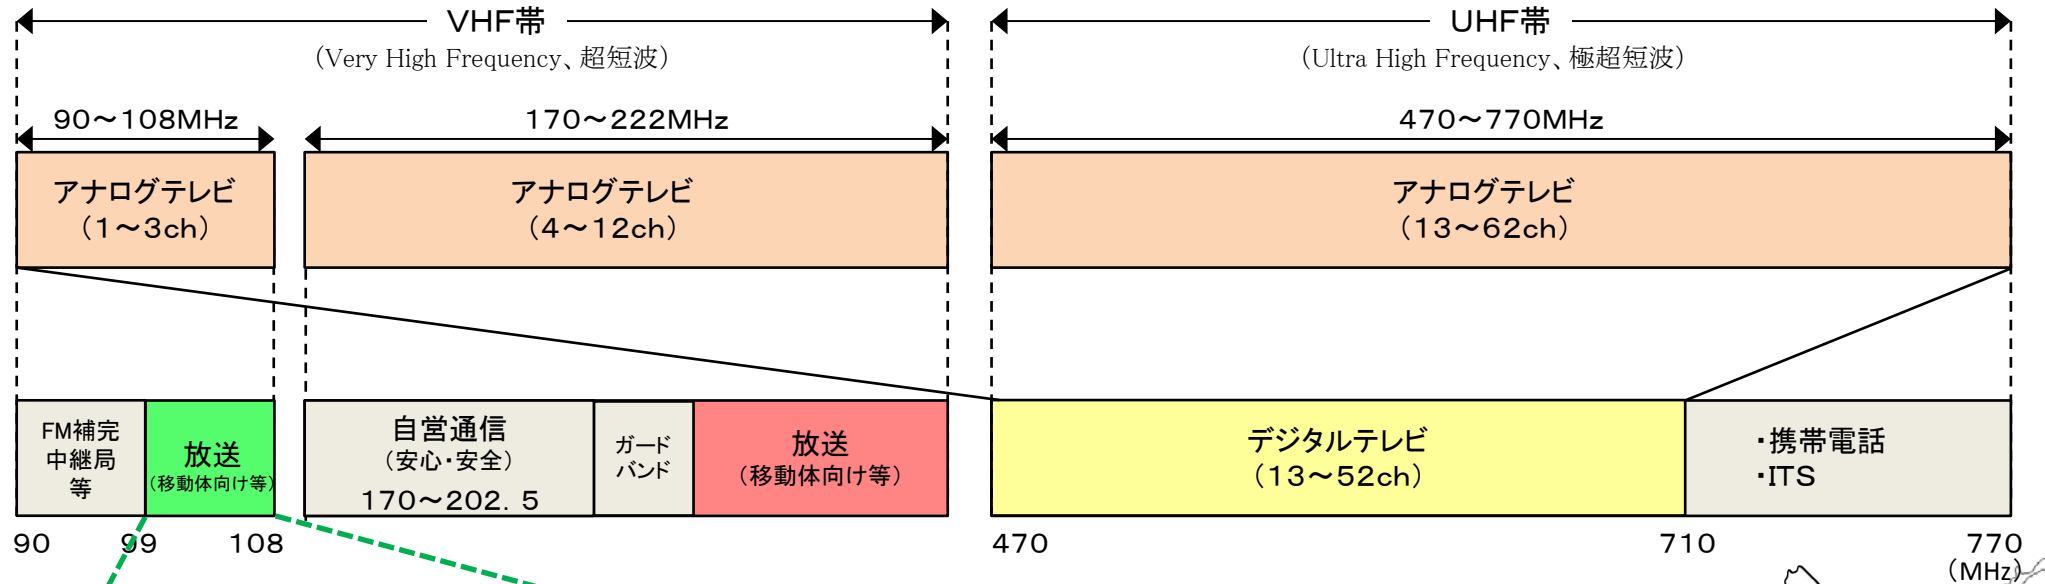 VHF帯
(Very High Frequency、超短波)
UHF帯
(Ultra High Frequency、極超短波)
90～108MHz
170～222MHz
470～770MHz
アナログテレビ
(1～3ch)
アナログテレビ
(4～12ch)
アナログテレビ
(13～62ch)
FM補完
中継局
等
放送
(移動体向け等)
自営通信
(安心・安全)
170～202．5
ガード
バンド
放送
(移動体向け等)
デジタルテレビ
(13～52ch)
・携帯電話
・ITS
90
99
108
470
710
770
(MHz)